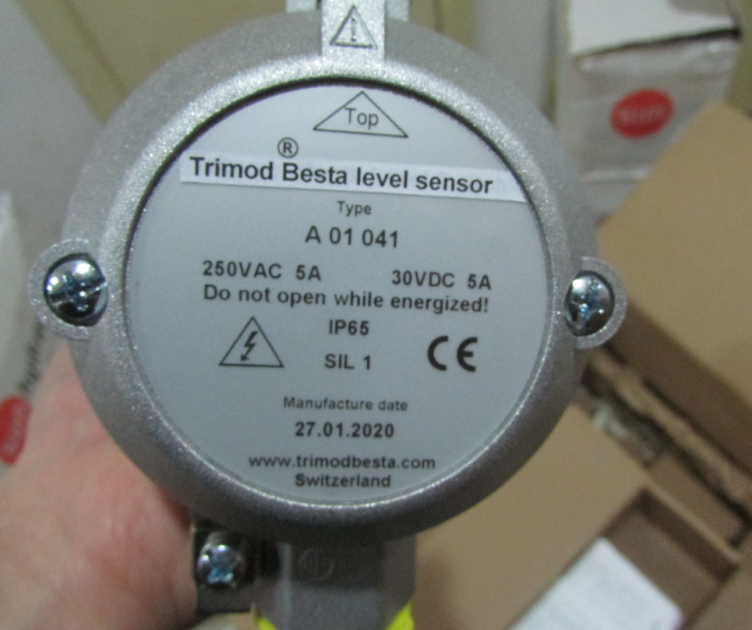 Top
®
Trimod Besta level sensor
Type
A 01 041
250VAC 5A 30VDC 5A
Do not open while energized!
IP65
SIL 1 CE
Manufacture date
27.01.2020
www.trimodbesta.com
Switzerland